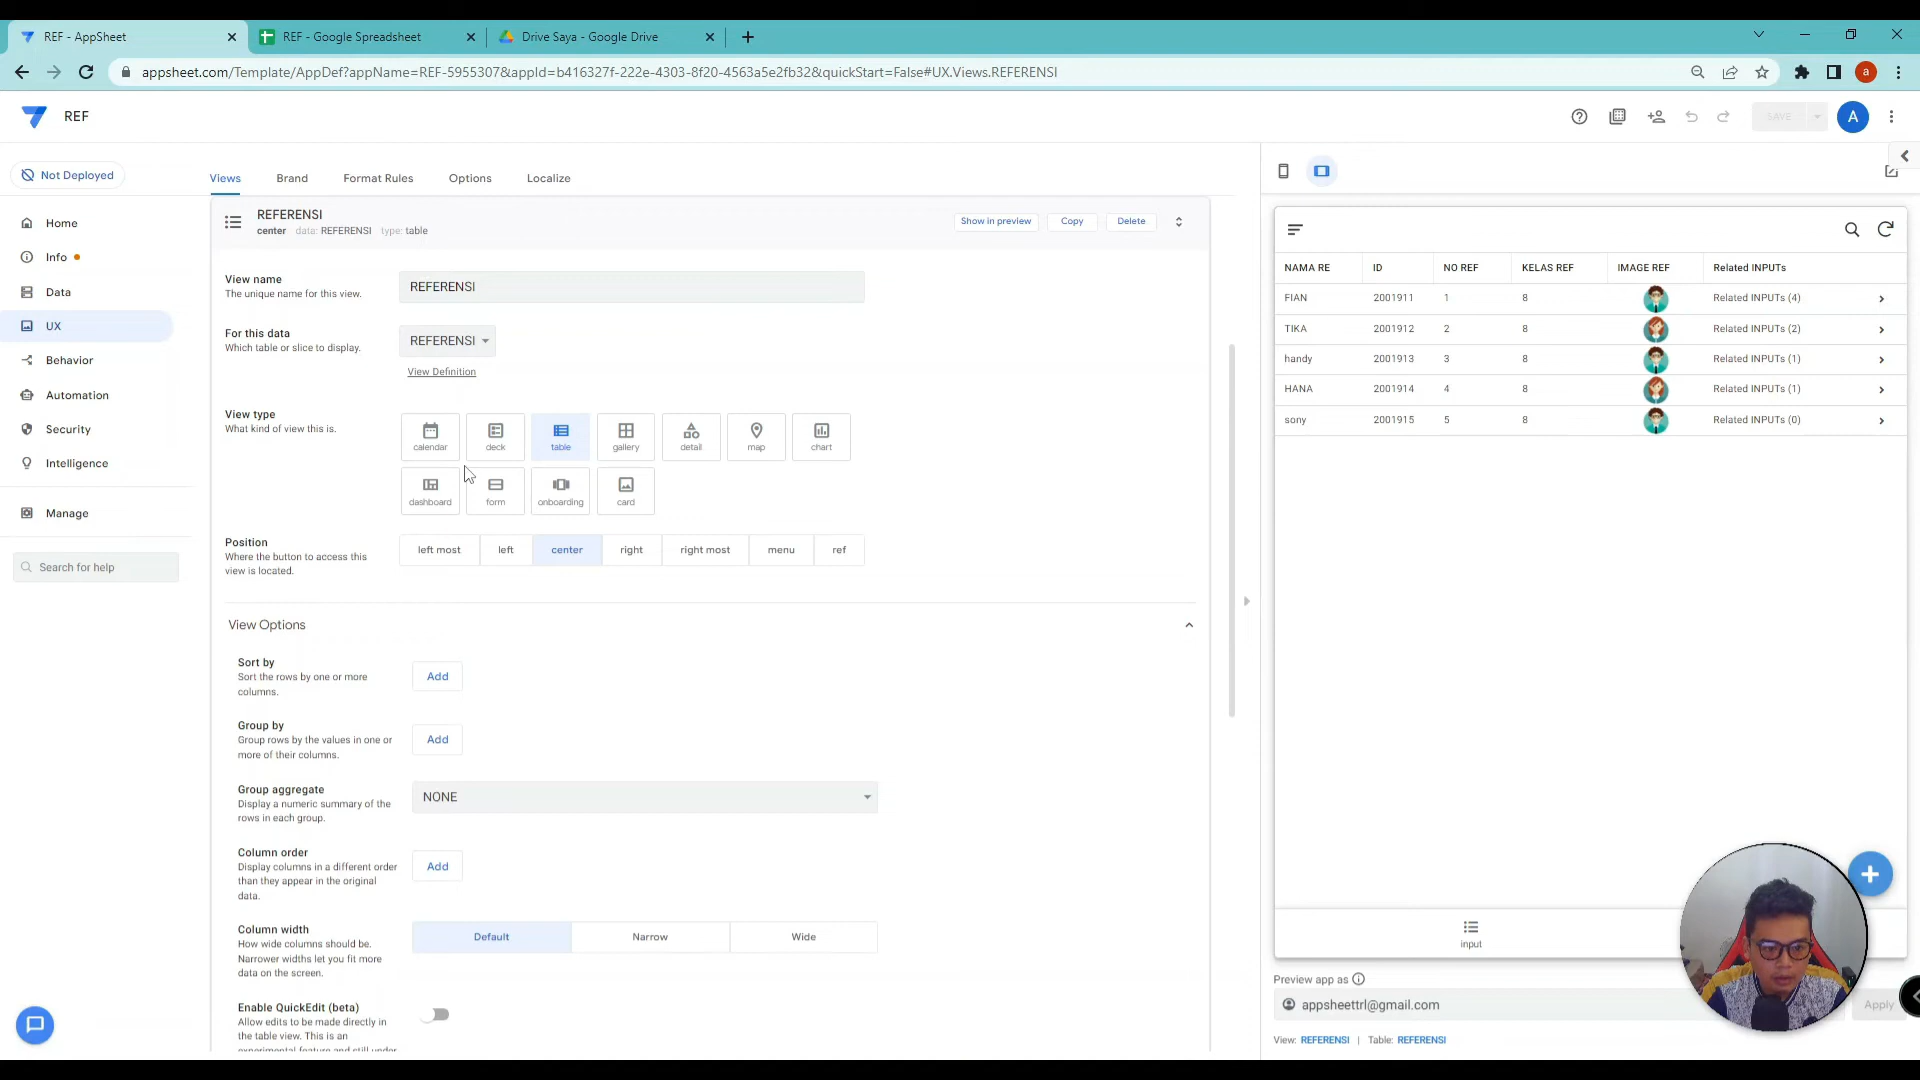 REF - AppSheet
REF - Google Spreadsheet
Drive Saya - Google Drive
appsheet.com/Template/AppDef?appName=REF-5955307&appId=b416327f-222e-4303-8f20-4563a5e2fb32&quickStart=False#UX.Views.REFERENSI
a
REF
SAVE
A
Not Deployed
Home
Info
Data
UX
Behavior
Automation
Security
Intelligence
Manage
Search for help
Views
Brand
Format Rules
Options
Localize
REFERENSI
center data: REFERENSI type: table
Show in preview
Copy
Delete
View name
The unique name for this view.
REFERENSI
For this data
Which table or slice to display.
REFERENSI
View Definition
View type
What kind of view this is.
calendar
deck
table
gallery
detail
map
chart
dashboard
form
onboarding
card
Position
Where the button to access this
view is located.
left most
left
center
right
right most
menu
ref
View Options
Sort by
Sort the rows by one or more
columns.
Add
Group by
Group rows by the values in one or
more of their columns.
Add
Group aggregate
Display a numeric summary of the
rows in each group.
NONE
Column order
Display columns in a different order
than they appear in the original
data.
Add
Column width
How wide columns should be.
Narrower widths let you fit more
data on the screen.
Default
Narrow
Wide
Enable QuickEdit (beta)
Allow edits to be made directly in
the table view. This is an
experimental feature and still under
NAMA RE ID NO REF KELAS REF IMAGE REF Related INPUTs
FIAN 2001911 1 8 Related INPUTs (4)
TIKA 2001912 2 8 Related INPUTs (2)
handy 2001913 3 8 Related INPUTs (1)
HANA 2001914 4 8 Related INPUTs (1)
sony 2001915 5 8 Related INPUTs (0)
input
Preview app as
appsheettrl@gmail.com
Apply
View: REFERENSI | Table: REFERENSI